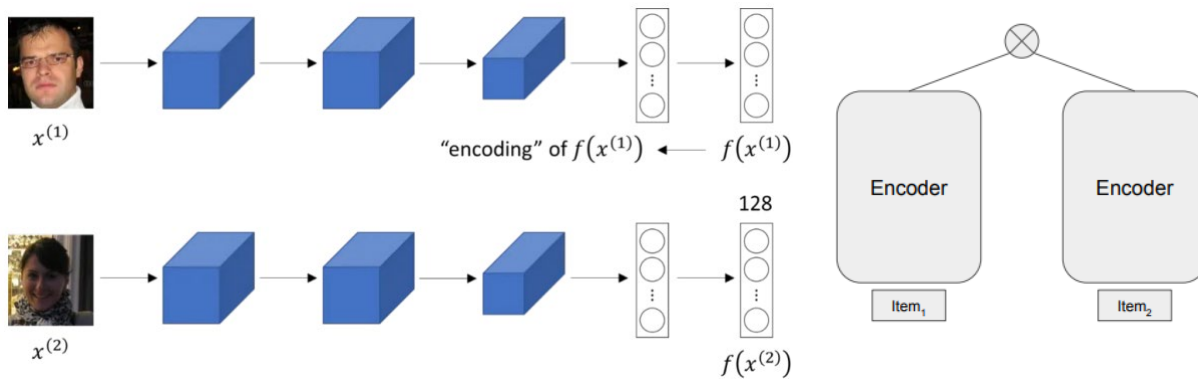 x^(1)
"encoding" of f(x^(1))
f(x^(1))
128
x^(2)
f(x^(2))
Encoder
Encoder
Item₁
Item₂